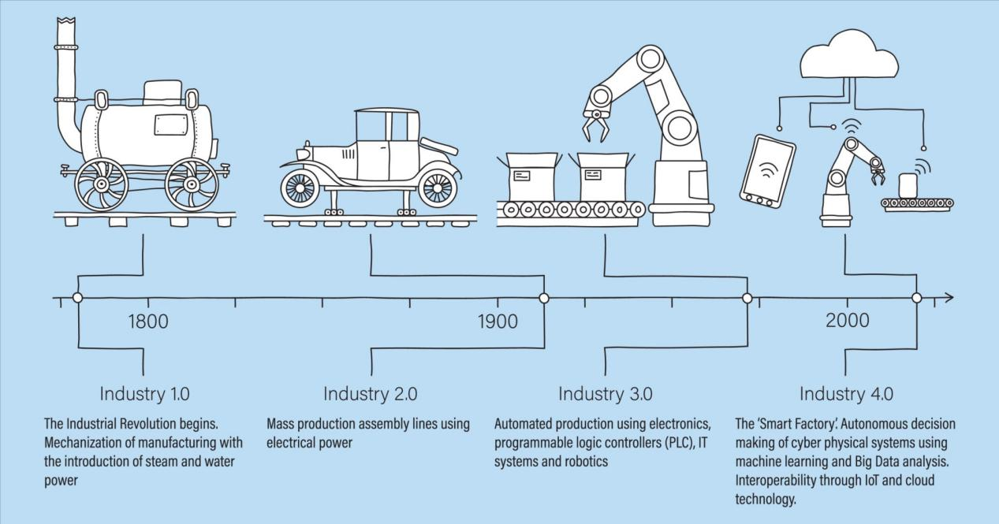 1800
1900
2000
Industry 1.0
The Industrial Revolution begins.
Mechanization of manufacturing with
the introduction of steam and water
power
Industry 2.0
Mass production assembly lines using
electrical power
Industry 3.0
Automated production using electronics,
programmable logic controllers (PLC), IT
systems and robotics
Industry 4.0
The ‘Smart Factory’. Autonomous decision
making of cyber physical systems using
machine learning and Big Data analysis.
Interoperability through IoT and cloud
technology.